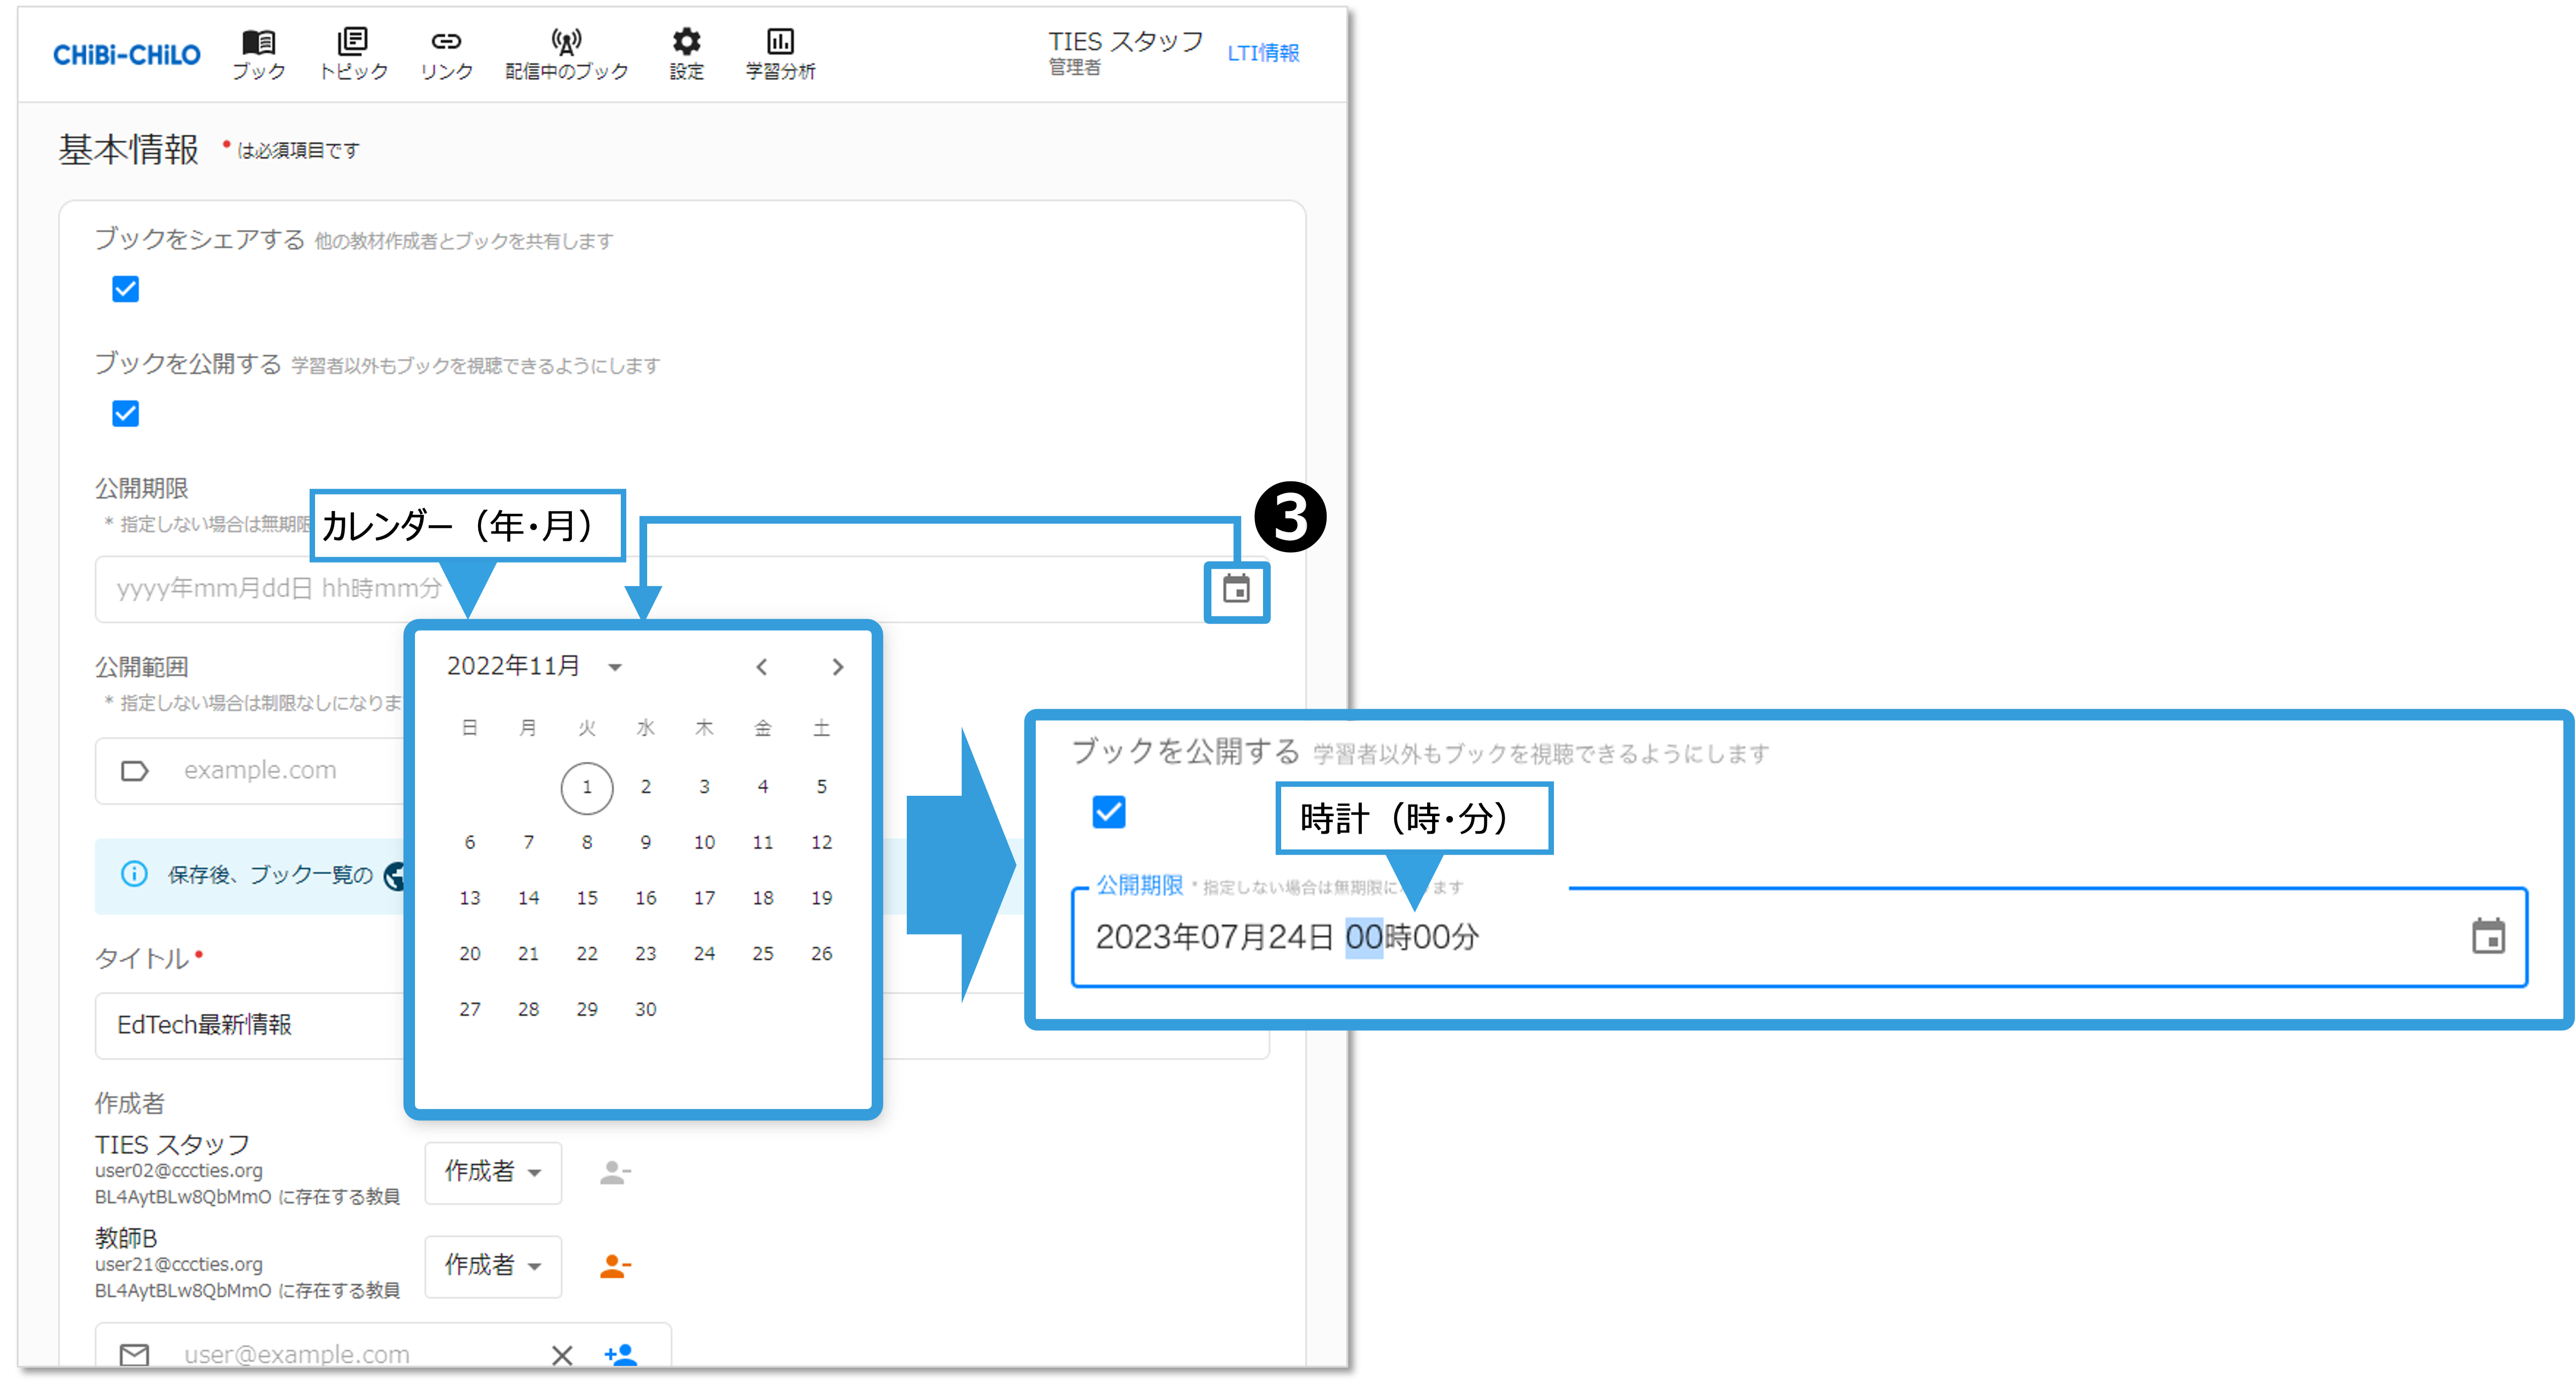 CHiBi-CHiLO
ブック
トピック
リンク
配信中のブック
設定
学習分析
TIES スタッフ
管理者
LTI情報
基本情報 * は必須項目です
ブックをシェアする 他の教材作成者とブックを共有します
ブックを公開する 学習者以外もブックを視聴できるようにします
公開期限
* 指定しない場合は無期限
カレンダー（年・月）
❸
yyyy年mm月dd日 hh時mm分
公開範囲
* 指定しない場合は制限なしになりま
example.com
保存後、ブック一覧の
2022年11月
日 月 火 水 木 金 土
1 2 3 4 5
6 7 8 9 10 11 12
13 14 15 16 17 18 19
20 21 22 23 24 25 26
27 28 29 30
ブックを公開する 学習者以外もブックを視聴できるようにします
時計（時・分）
公開期限 * 指定しない場合は無期限に ます
2023年07月24日 00時00分
タイトル *
EdTech最新情報
作成者
TIES スタッフ
user02@cccties.org
BL4AytBLw8QbMmO に存在する教員
作成者
教師B
user21@cccties.org
BL4AytBLw8QbMmO に存在する教員
作成者
user@example.com